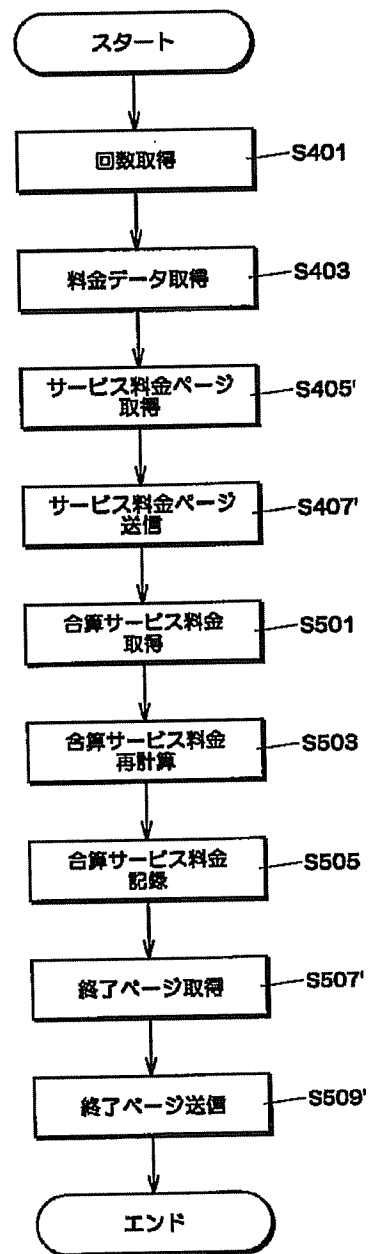 スタート
回数取得
S401
料金データ取得
S403
サービス料金ページ
取得
S405'
サービス料金ページ
送信
S407'
合算サービス料金
取得
S501
合算サービス料金
再計算
S503
合算サービス料金
記録
S505
終了ページ取得
S507'
終了ページ送信
S509'
エンド